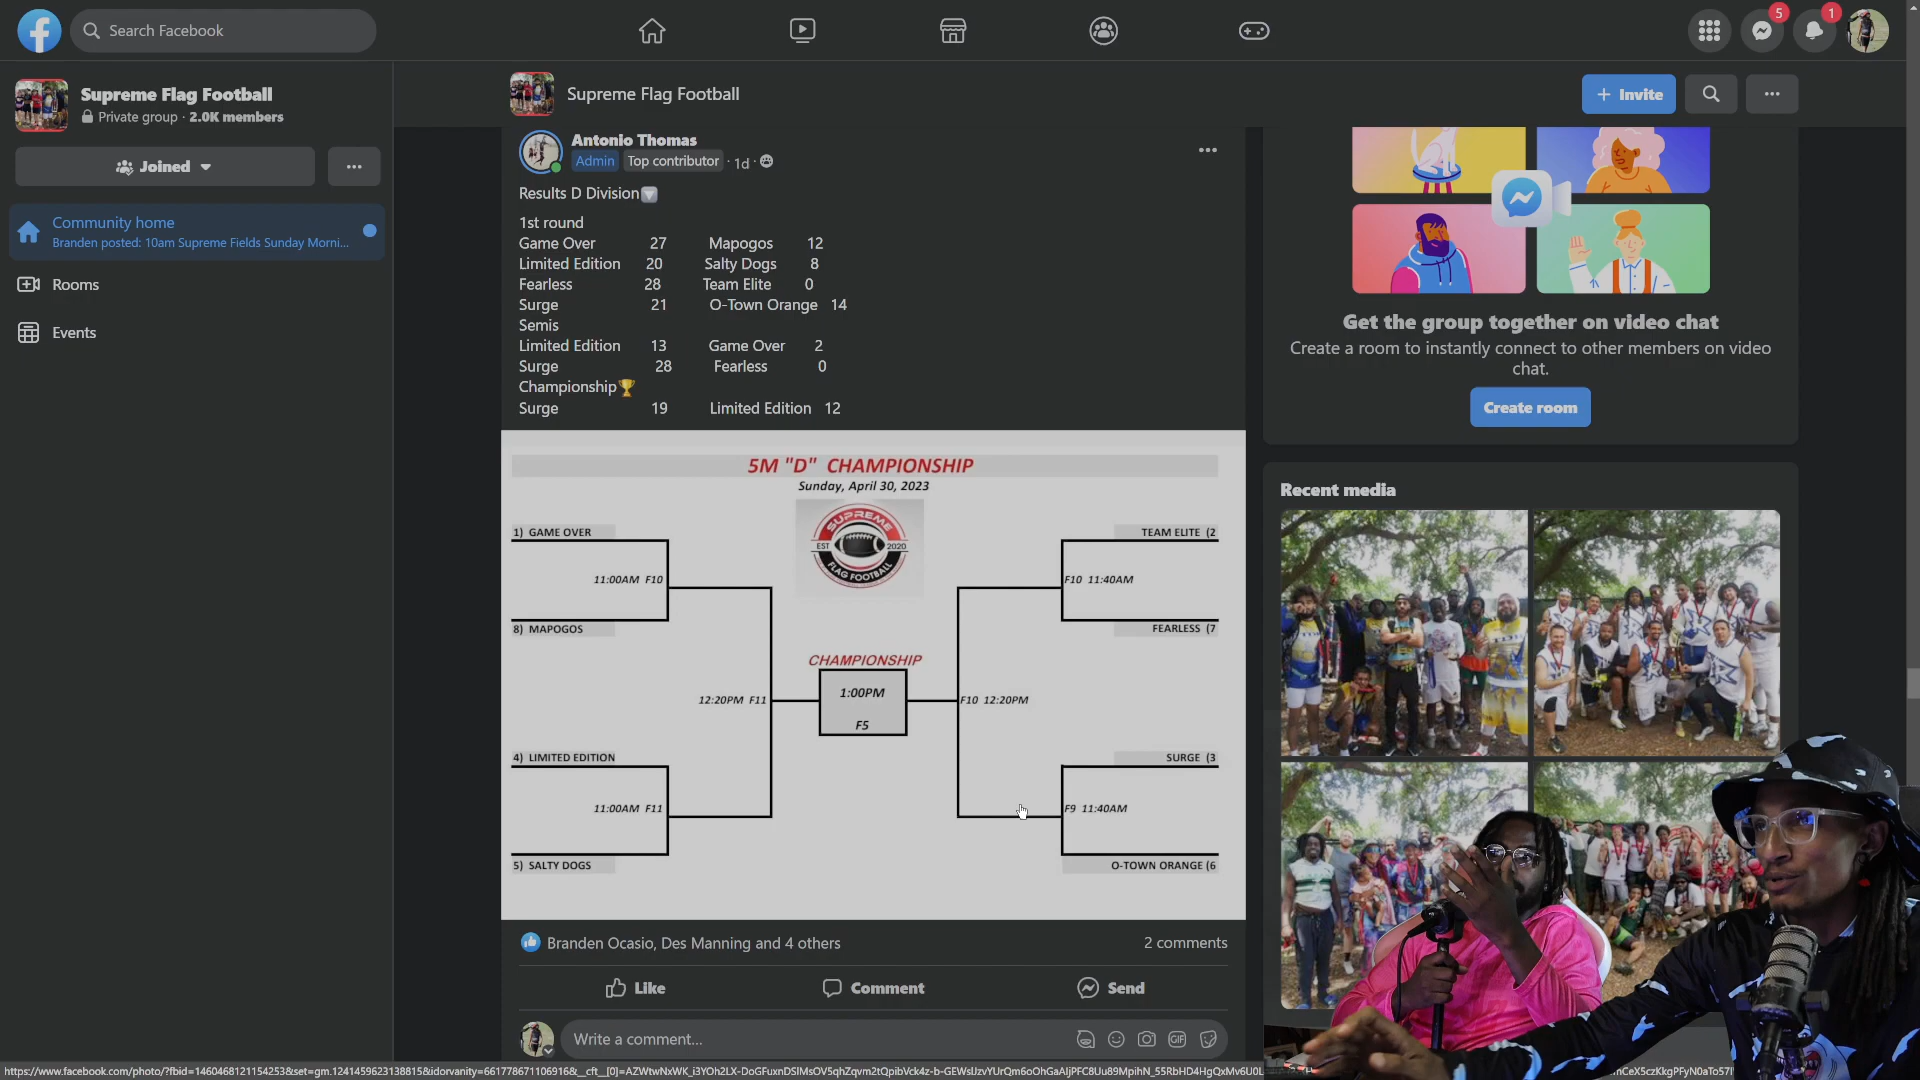 Search Facebook
5
1
Supreme Flag Football
Private group · 2.0K members
Joined
Community home
Branden posted: 10am Supreme Fields Sunday Morni...
Rooms
Events
Supreme Flag Football
+ Invite
Antonio Thomas
Admin Top contributor · 1d ·
Results D Division
1st round
Game Over 27 Mapogos 12
Limited Edition 20 Salty Dogs 8
Fearless 28 Team Elite 0
Surge 21 O-Town Orange 14
Semis
Limited Edition 13 Game Over 2
Surge 28 Fearless 0
Championship🏆
Surge 19 Limited Edition 12
5M "D" CHAMPIONSHIP
Sunday, April 30, 2023
SUPREME
EST 2020
FLAG FOOTBALL
1) GAME OVER
11:00AM F10
8) MAPOGOS
12:20PM F11
4) LIMITED EDITION
11:00AM F11
5) SALTY DOGS
CHAMPIONSHIP
1:00PM
F5
TEAM ELITE (2
F10 11:40AM
FEARLESS (7
F10 12:20PM
SURGE (3
F9 11:40AM
O-TOWN ORANGE (6
Branden Ocasio, Des Manning and 4 others
2 comments
Like
Comment
Send
Write a comment...
GIF
Get the group together on video chat
Create a room to instantly connect to other members on video
chat.
Create room
Recent media